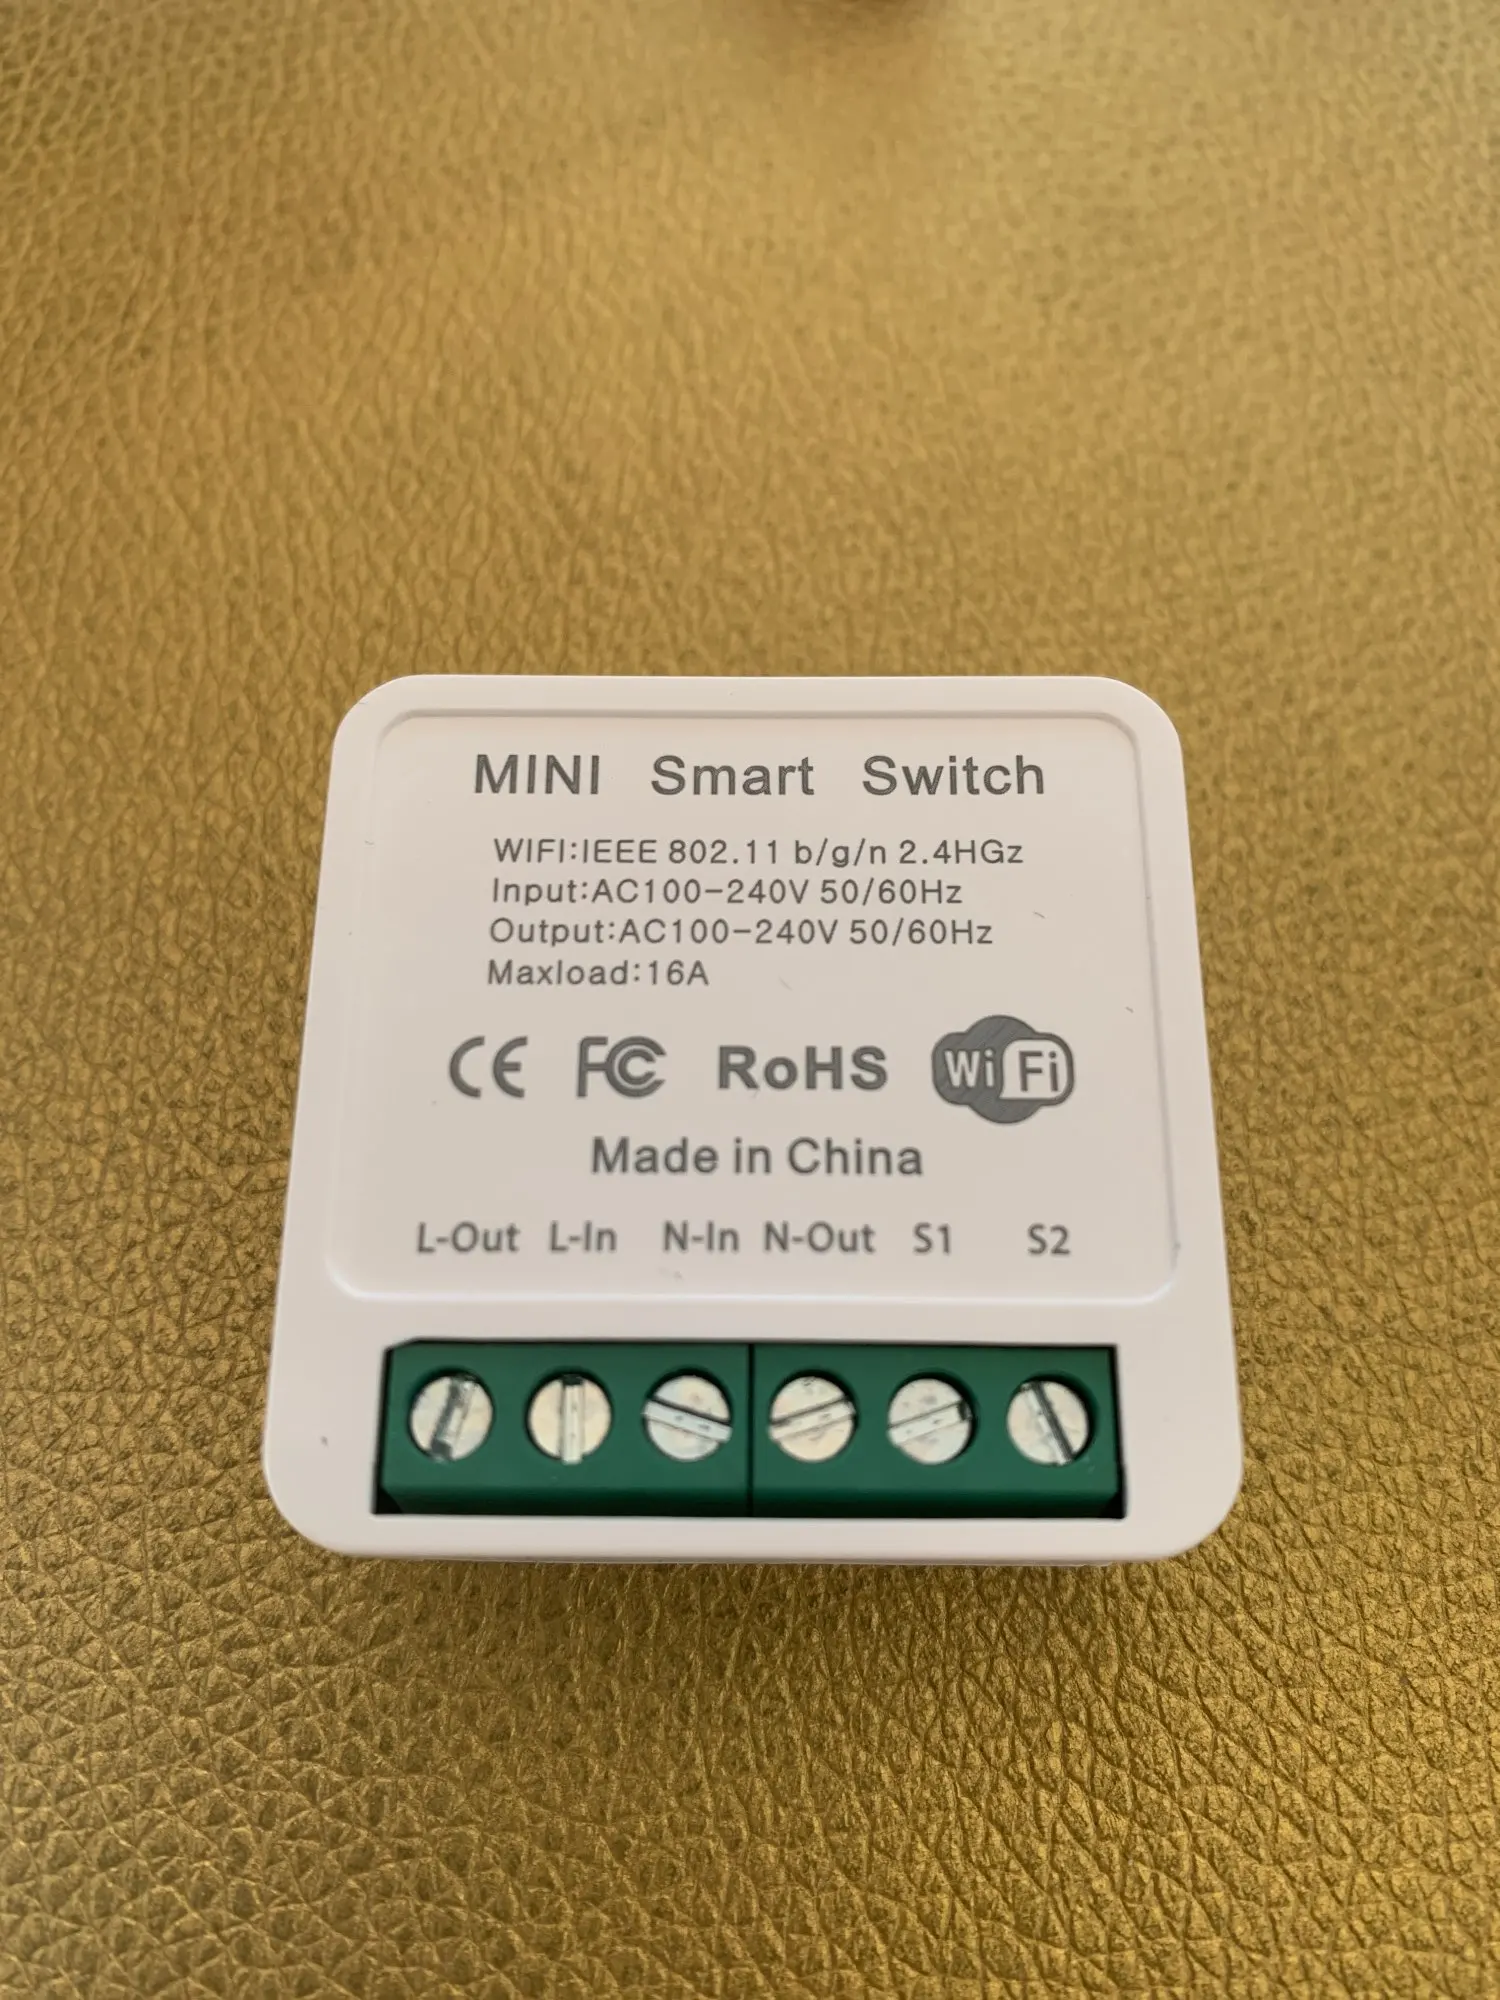 MINI Smart Switch
WIFI:IEEE 802.11 b/g/n 2.4HGz
Input:AC100-240V 50/60Hz
Output:AC100-240V 50/60Hz
Maxload:16A
CE FC RoHS WiFi
Made in China
L-Out L-In N-In N-Out S1 S2